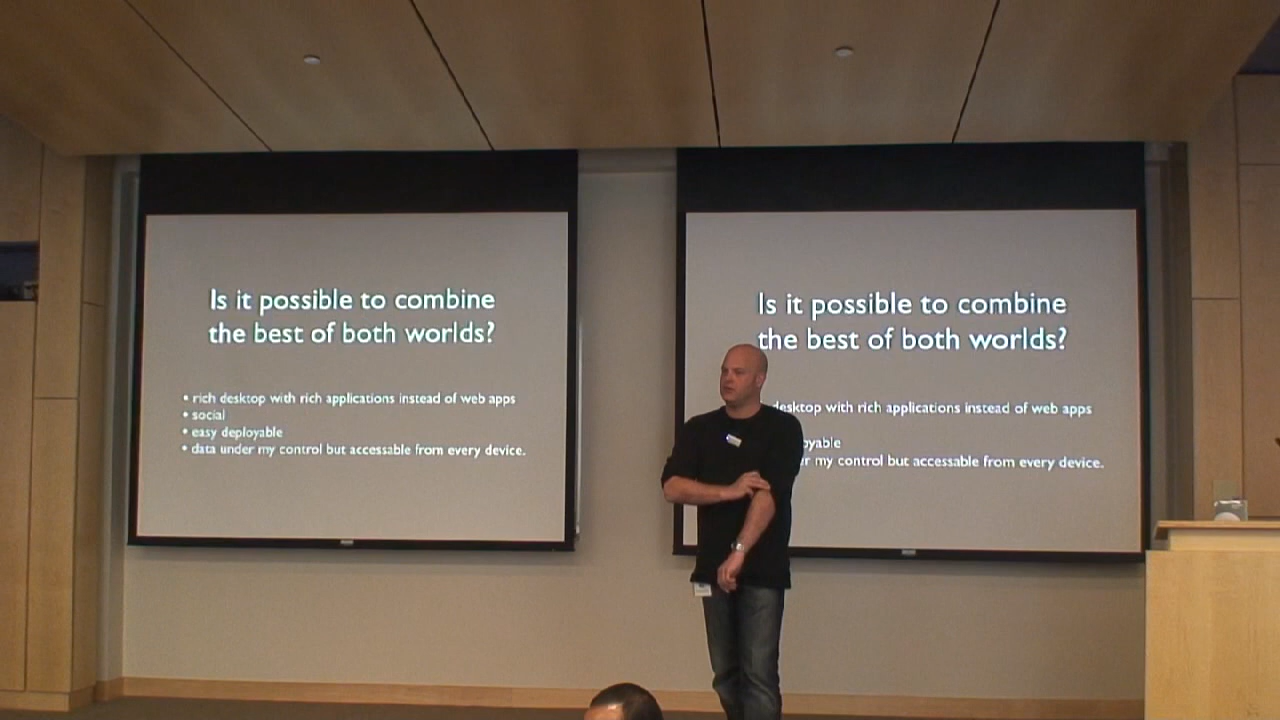 Is it possible to combine
the best of both worlds?
• rich desktop with rich applications instead of web apps
• social
• easy deployable
• data under my control but accessable from every device.
Is it possible to combine
the best of both worlds?
desktop with rich applications instead of web apps
oyable
er my control but accessable from every device.